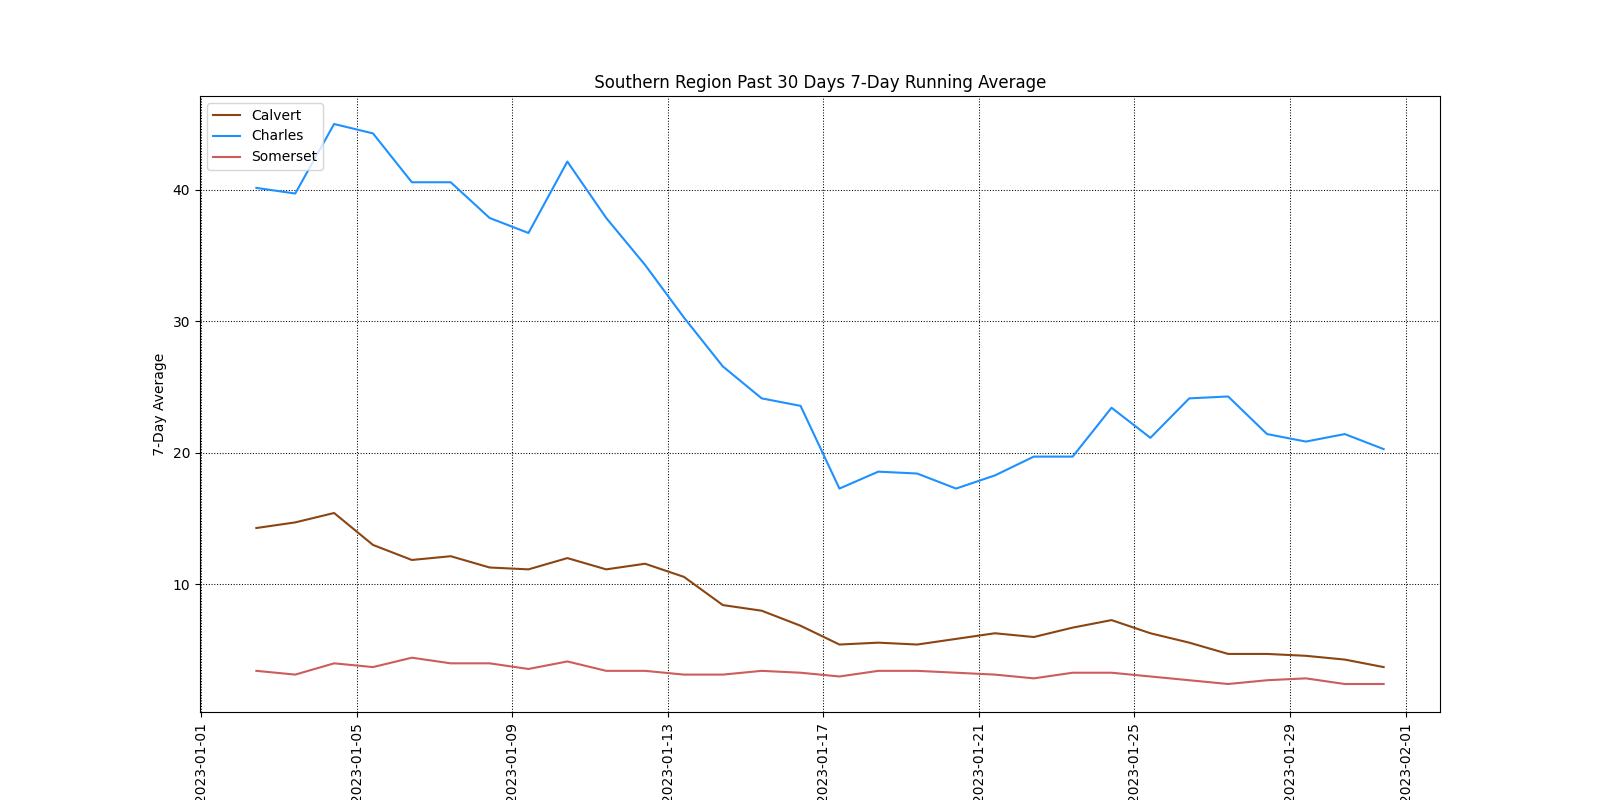 Southern Region Past 30 Days 7-Day Running Average
Calvert
Charles
Somerset
7-Day Average
40
30
20
10
2023-01-01
2023-01-05
2023-01-09
2023-01-13
2023-01-17
2023-01-21
2023-01-25
2023-01-29
2023-02-01